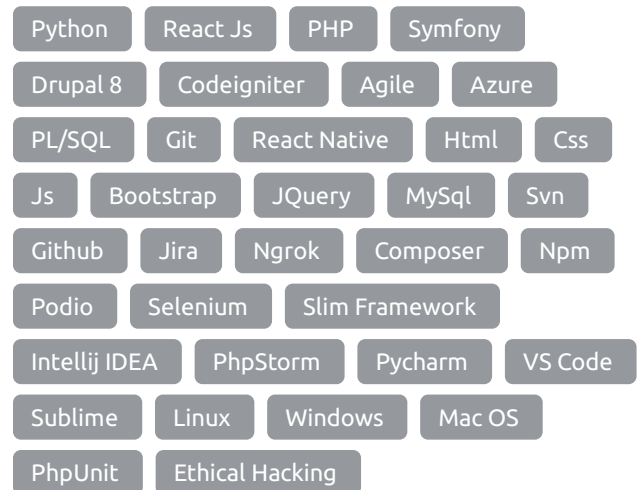 Python React Js PHP Symfony
Drupal 8 Codeigniter Agile Azure
PL/SQL Git React Native Html Css
Js Bootstrap JQuery MySql Svn
Github Jira Ngrok Composer Npm
Podio Selenium Slim Framework
Intellij IDEA PhpStorm Pycharm VS Code
Sublime Linux Windows Mac OS
PhpUnit Ethical Hacking